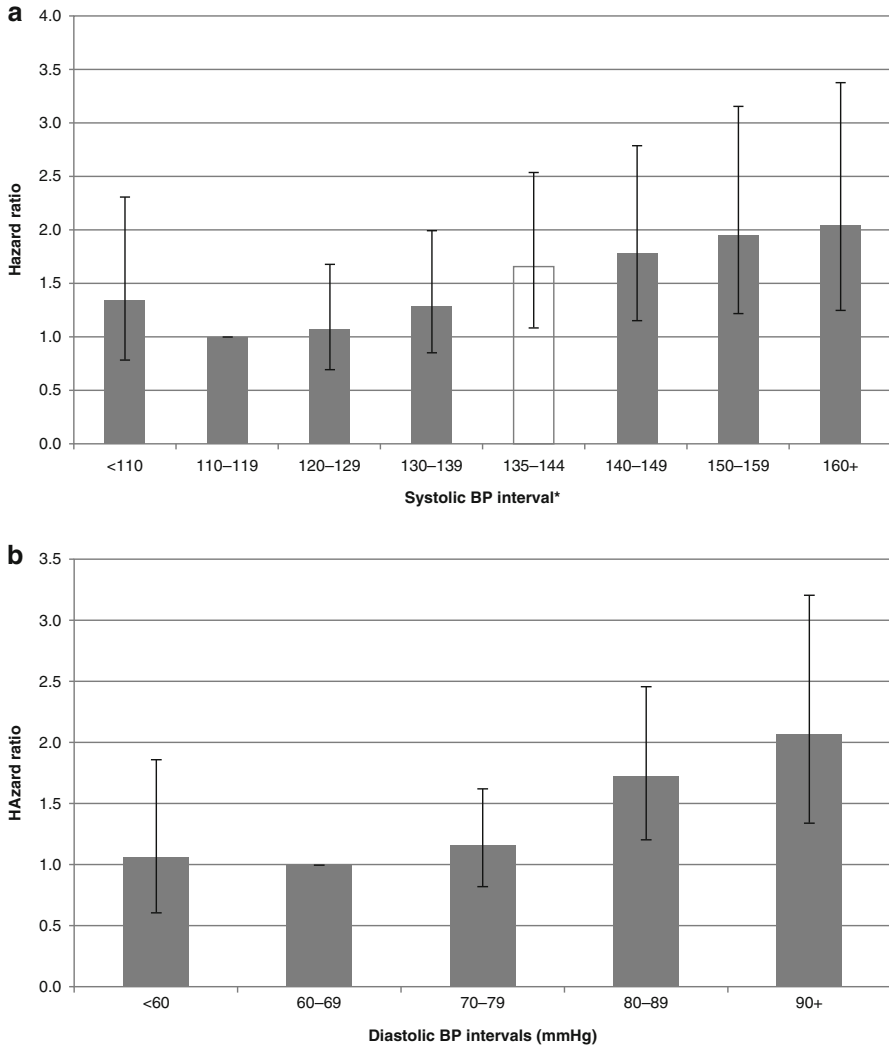 a
Hazard ratio
4.0
3.5
3.0
2.5
2.0
1.5
1.0
0.5
0.0
<110 110–119 120–129 130–139 135–144 140–149 150–159 160+
Systolic BP interval*
b
HAzard ratio
3.5
3.0
2.5
2.0
1.5
1.0
0.5
0.0
<60 60–69 70–79 80–89 90+
Diastolic BP intervals (mmHg)